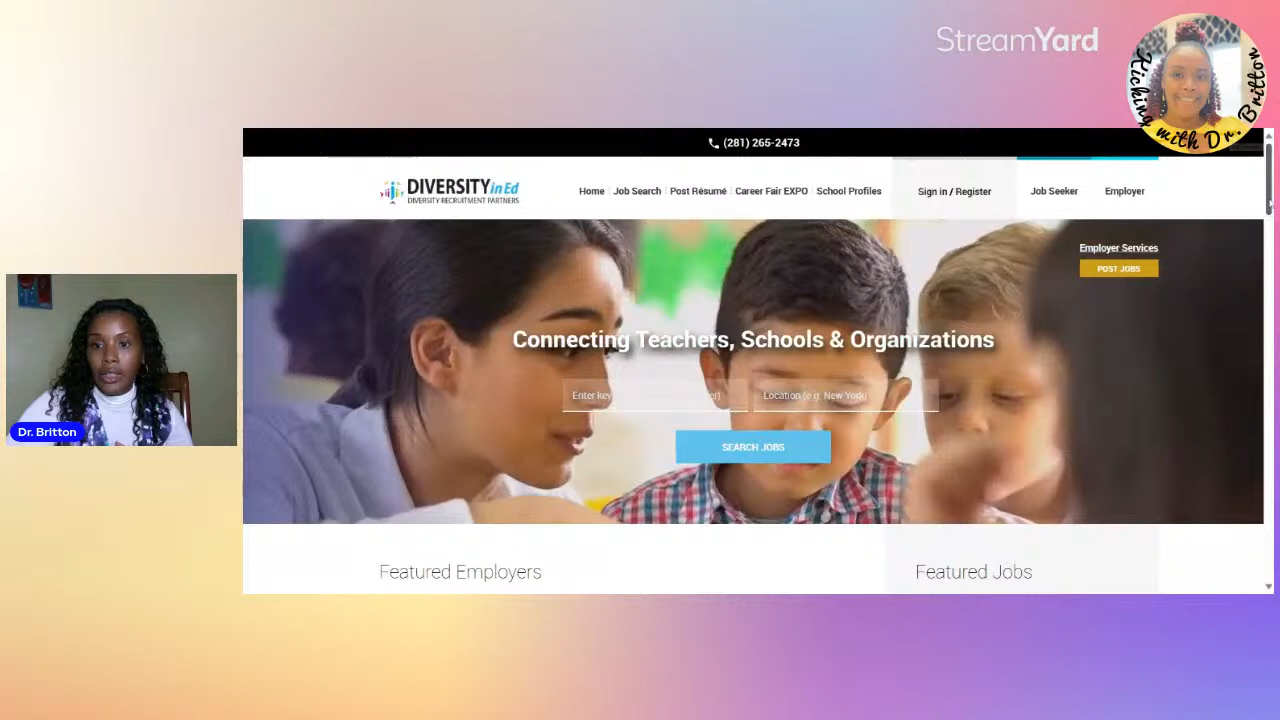 StreamYard
Kicking with Dr. Britton
(281) 265-2473
DIVERSITY in Ed
DIVERSITY RECRUITMENT PARTNERS
Home Job Search Post Résumé Career Fair EXPO School Profiles Sign in / Register Job Seeker Employer
Employer Services
POST JOBS
Connecting Teachers, Schools & Organizations
Enter key Location (e.g. New York)
SEARCH JOBS
Dr. Britton
Featured Employers Featured Jobs